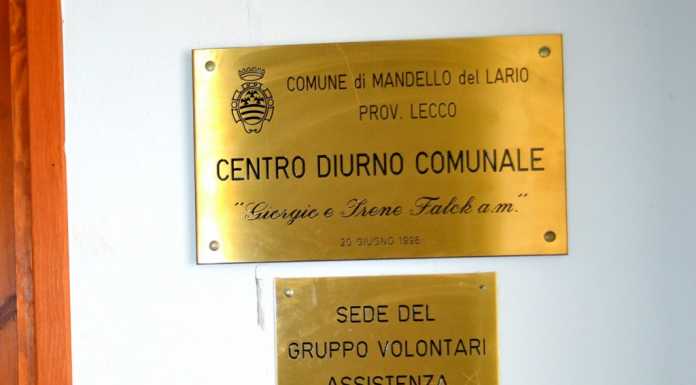 COMUNE di MANDELLO del LARIO
PROV. LECCO
CENTRO DIURNO COMUNALE
"Giorgio e Irene Falck a.m."
20 GIUGNO 1996
SEDE DEL
GRUPPO VOLONTARI
ASSISTENZA